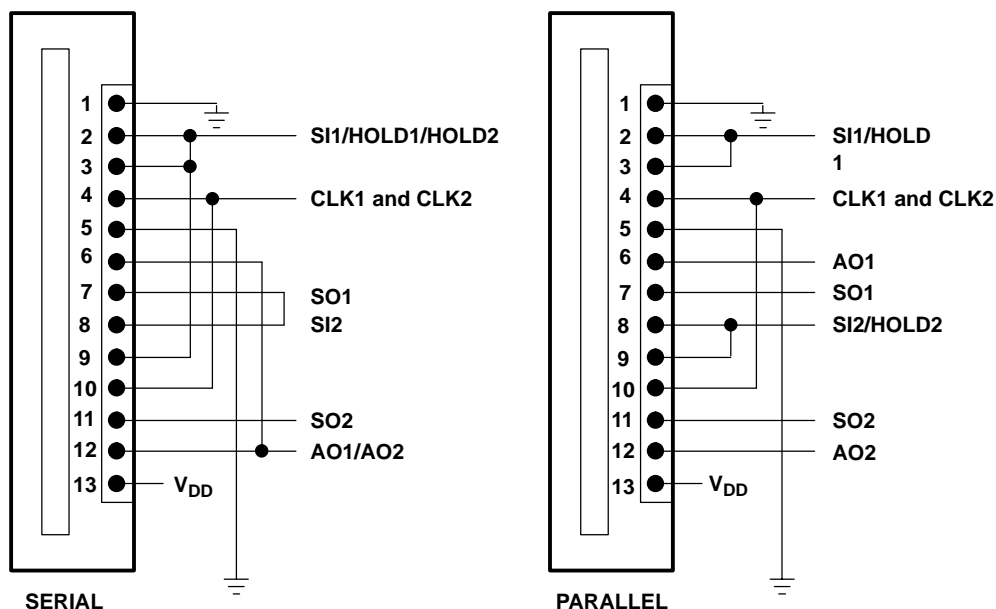 1
2 SI1/HOLD1/HOLD2
3
4 CLK1 and CLK2
5
6
7 SO1
8 SI2
9
10
11 SO2
12 AO1/AO2
13 VDD
SERIAL
1
2 SI1/HOLD
3 1
4 CLK1 and CLK2
5
6 AO1
7 SO1
8 SI2/HOLD2
9
10
11 SO2
12 AO2
13 VDD
PARALLEL